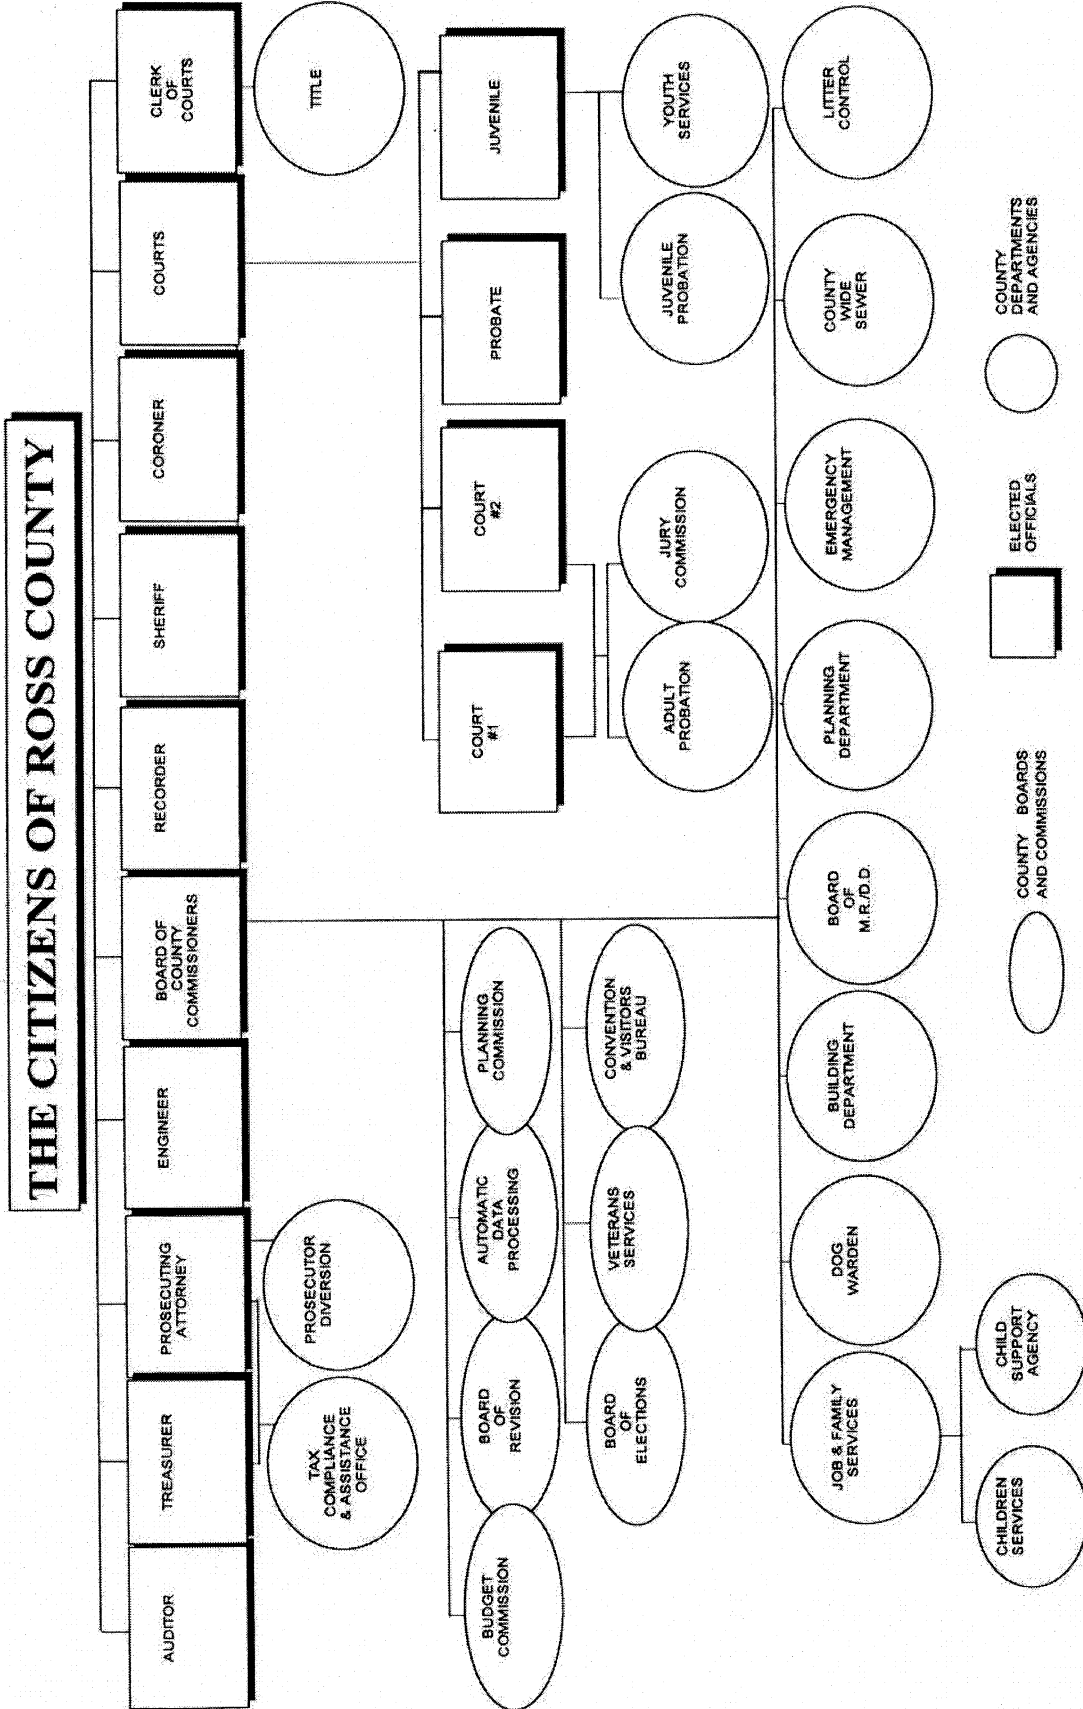 THE CITIZENS OF ROSS COUNTY
AUDITOR
TREASURER
PROSECUTING
ATTORNEY
ENGINEER
BOARD OF
COUNTY
COMMISSIONERS
RECORDER
SHERIFF
CORONER
COURTS
CLERK
OF
COURTS
TAX
COMPLIANCE
& ASSISTANCE
OFFICE
PROSECUTOR
DIVERSION
TITLE
BUDGET
COMMISSION
BOARD
OF
REVISION
AUTOMATIC
DATA
PROCESSING
PLANNING
COMMISSION
COURT
#1
COURT
#2
PROBATE
JUVENILE
BOARD
OF
ELECTIONS
VETERANS
SERVICES
CONVENTION
& VISITORS
BUREAU
ADULT
PROBATION
JURY
COMMISSION
JUVENILE
PROBATION
YOUTH
SERVICES
JOB & FAMILY
SERVICES
DOG
WARDEN
BUILDING
DEPARTMENT
BOARD
OF
M.R./D.D.
PLANNING
DEPARTMENT
EMERGENCY
MANAGEMENT
COUNTY
WIDE
SEWER
LITTER
CONTROL
CHILDREN
SERVICES
CHILD
SUPPORT
AGENCY
COUNTY BOARDS
AND COMMISSIONS
ELECTED
OFFICIALS
COUNTY
DEPARTMENTS
AND AGENCIES